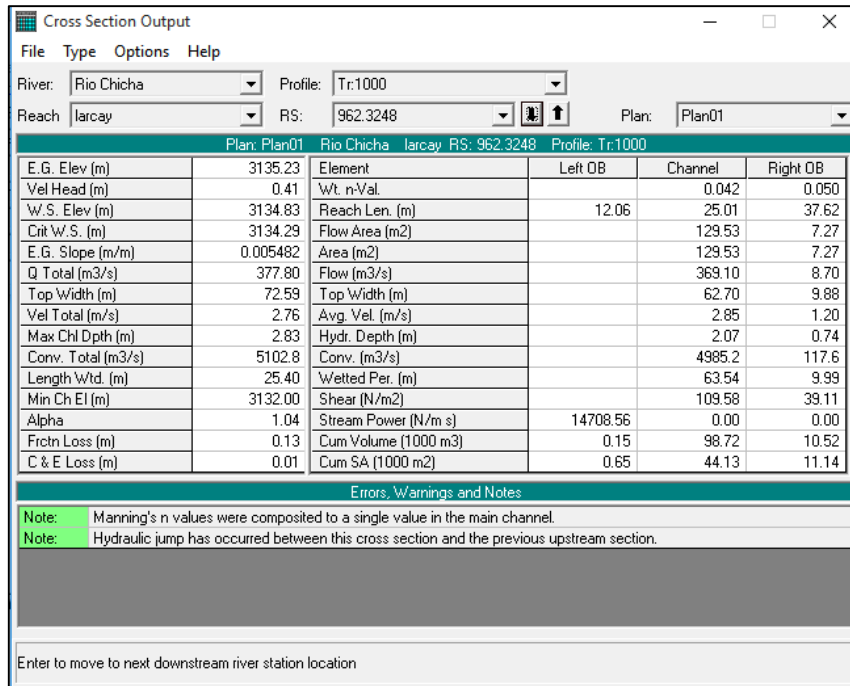 Cross Section Output
File Type Options Help
River: Rio Chicha Profile: Tr:1000
Reach larcay RS: 962.3248 Plan: Plan01
Plan: Plan01 Rio Chicha larcay RS: 962.3248 Profile: Tr:1000
E.G. Elev (m) 3135.23 Element Left OB Channel Right OB
Vel Head (m) 0.41 Wt. n-Val. 0.042 0.050
W.S. Elev (m) 3134.83 Reach Len. (m) 12.06 25.01 37.62
Crit W.S. (m) 3134.29 Flow Area (m2) 129.53 7.27
E.G. Slope (m/m) 0.005482 Area (m2) 129.53 7.27
Q Total (m3/s) 377.80 Flow (m3/s) 369.10 8.70
Top Width (m) 72.59 Top Width (m) 62.70 9.88
Vel Total (m/s) 2.76 Avg. Vel. (m/s) 2.85 1.20
Max Chl Dpth (m) 2.83 Hydr. Depth (m) 2.07 0.74
Conv. Total (m3/s) 5102.8 Conv. (m3/s) 4985.2 117.6
Length Wtd. (m) 25.40 Wetted Per. (m) 63.54 9.99
Min Ch El (m) 3132.00 Shear (N/m2) 109.58 39.11
Alpha 1.04 Stream Power (N/m s) 14708.56 0.00 0.00
Frctn Loss (m) 0.13 Cum Volume (1000 m3) 0.15 98.72 10.52
C & E Loss (m) 0.01 Cum SA (1000 m2) 0.65 44.13 11.14
Errors, Warnings and Notes
Note: Manning's n values were composited to a single value in the main channel.
Note: Hydraulic jump has occurred between this cross section and the previous upstream section.
Enter to move to next downstream river station location